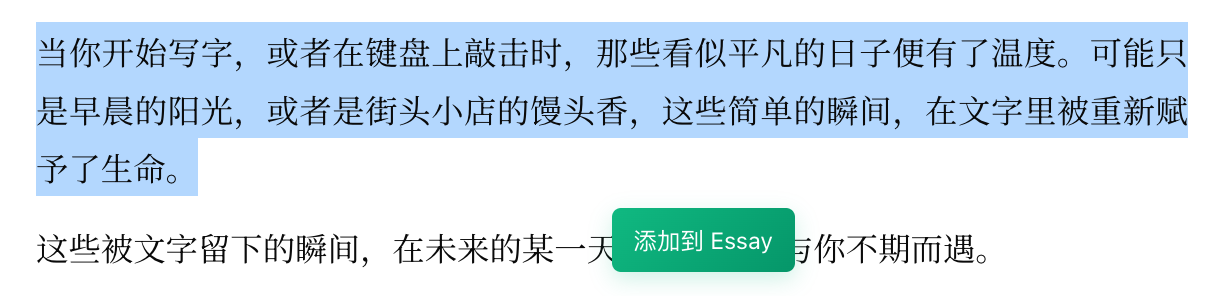 当你开始写字，或者在键盘上敲击时，那些看似平凡的日子便有了温度。可能只
是早晨的阳光，或者是街头小店的馒头香，这些简单的瞬间，在文字里被重新赋
予了生命。
这些被文字留下的瞬间，在未来的某一天 与你不期而遇。
添加到 Essay